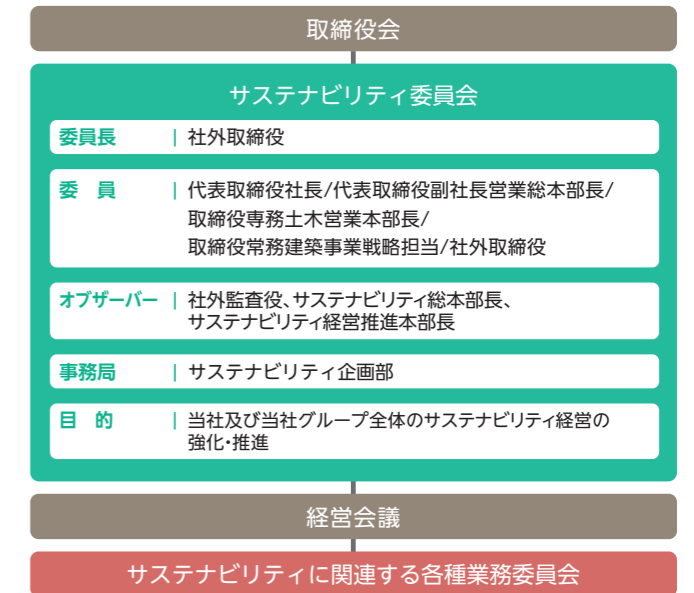 取締役会
サステナビリティ委員会
委員長 | 社外取締役
委 員 | 代表取締役社長/代表取締役副社長営業総本部長/
取締役専務土木営業本部長/
取締役常務建築事業戦略担当/社外取締役
オブザーバー | 社外監査役、サステナビリティ総本部長、
サステナビリティ経営推進本部長
事務局 | サステナビリティ企画部
目 的 | 当社及び当社グループ全体のサステナビリティ経営の
強化・推進
経営会議
サステナビリティに関連する各種業務委員会